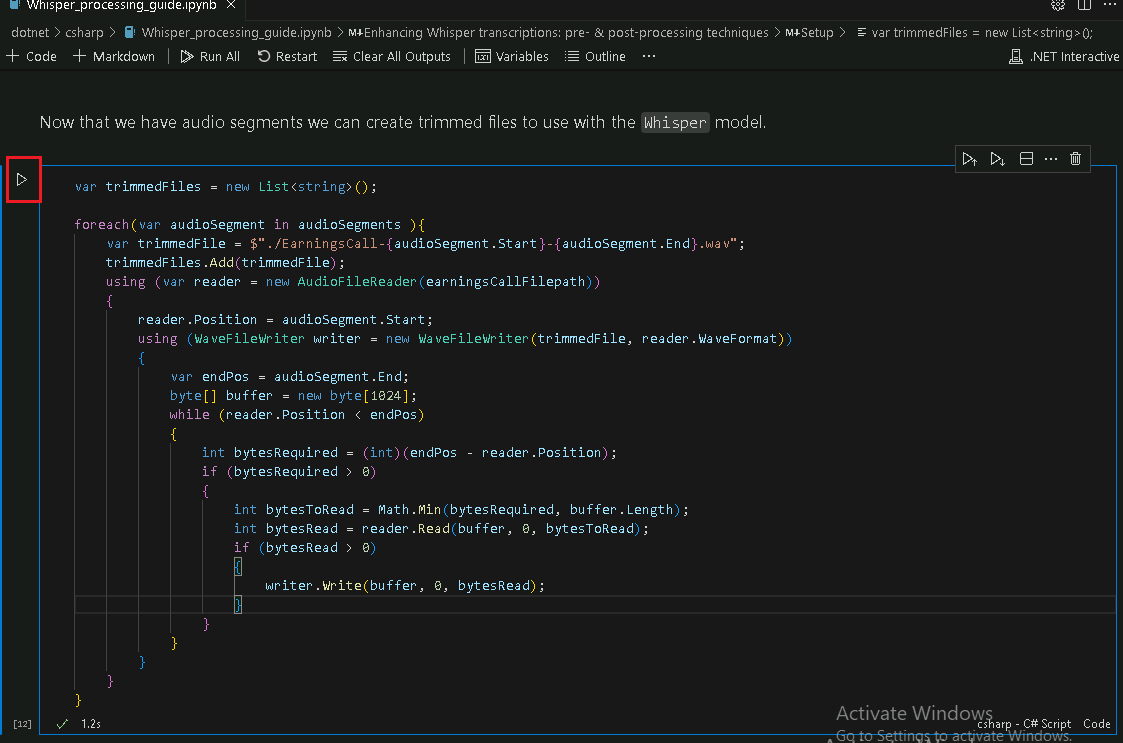 Whisper_processing_guide.ipynb
dotnet > csharp > Whisper_processing_guide.ipynb > M↓Enhancing Whisper transcriptions: pre- & post-processing techniques > M↓Setup > var trimmedFiles = new List<string>();
+ Code + Markdown Run All Restart Clear All Outputs Variables Outline ... .NET Interactive
Now that we have audio segments we can create trimmed files to use with the Whisper model.
var trimmedFiles = new List<string>();
foreach(var audioSegment in audioSegments ){
var trimmedFile = $"./EarningsCall-{audioSegment.Start}-{audioSegment.End}.wav";
trimmedFiles.Add(trimmedFile);
using (var reader = new AudioFileReader(earningsCallFilepath))
{
reader.Position = audioSegment.Start;
using (WaveFileWriter writer = new WaveFileWriter(trimmedFile, reader.WaveFormat))
{
var endPos = audioSegment.End;
byte[] buffer = new byte[1024];
while (reader.Position < endPos)
{
int bytesRequired = (int)(endPos - reader.Position);
if (bytesRequired > 0)
{
int bytesToRead = Math.Min(bytesRequired, buffer.Length);
int bytesRead = reader.Read(buffer, 0, bytesToRead);
if (bytesRead > 0)
{
writer.Write(buffer, 0, bytesRead);
}
}
}
}
}
}
[12] 1.2s
csharp - C# Script Code
Activate Windows
Go to Settings to activate Windows.